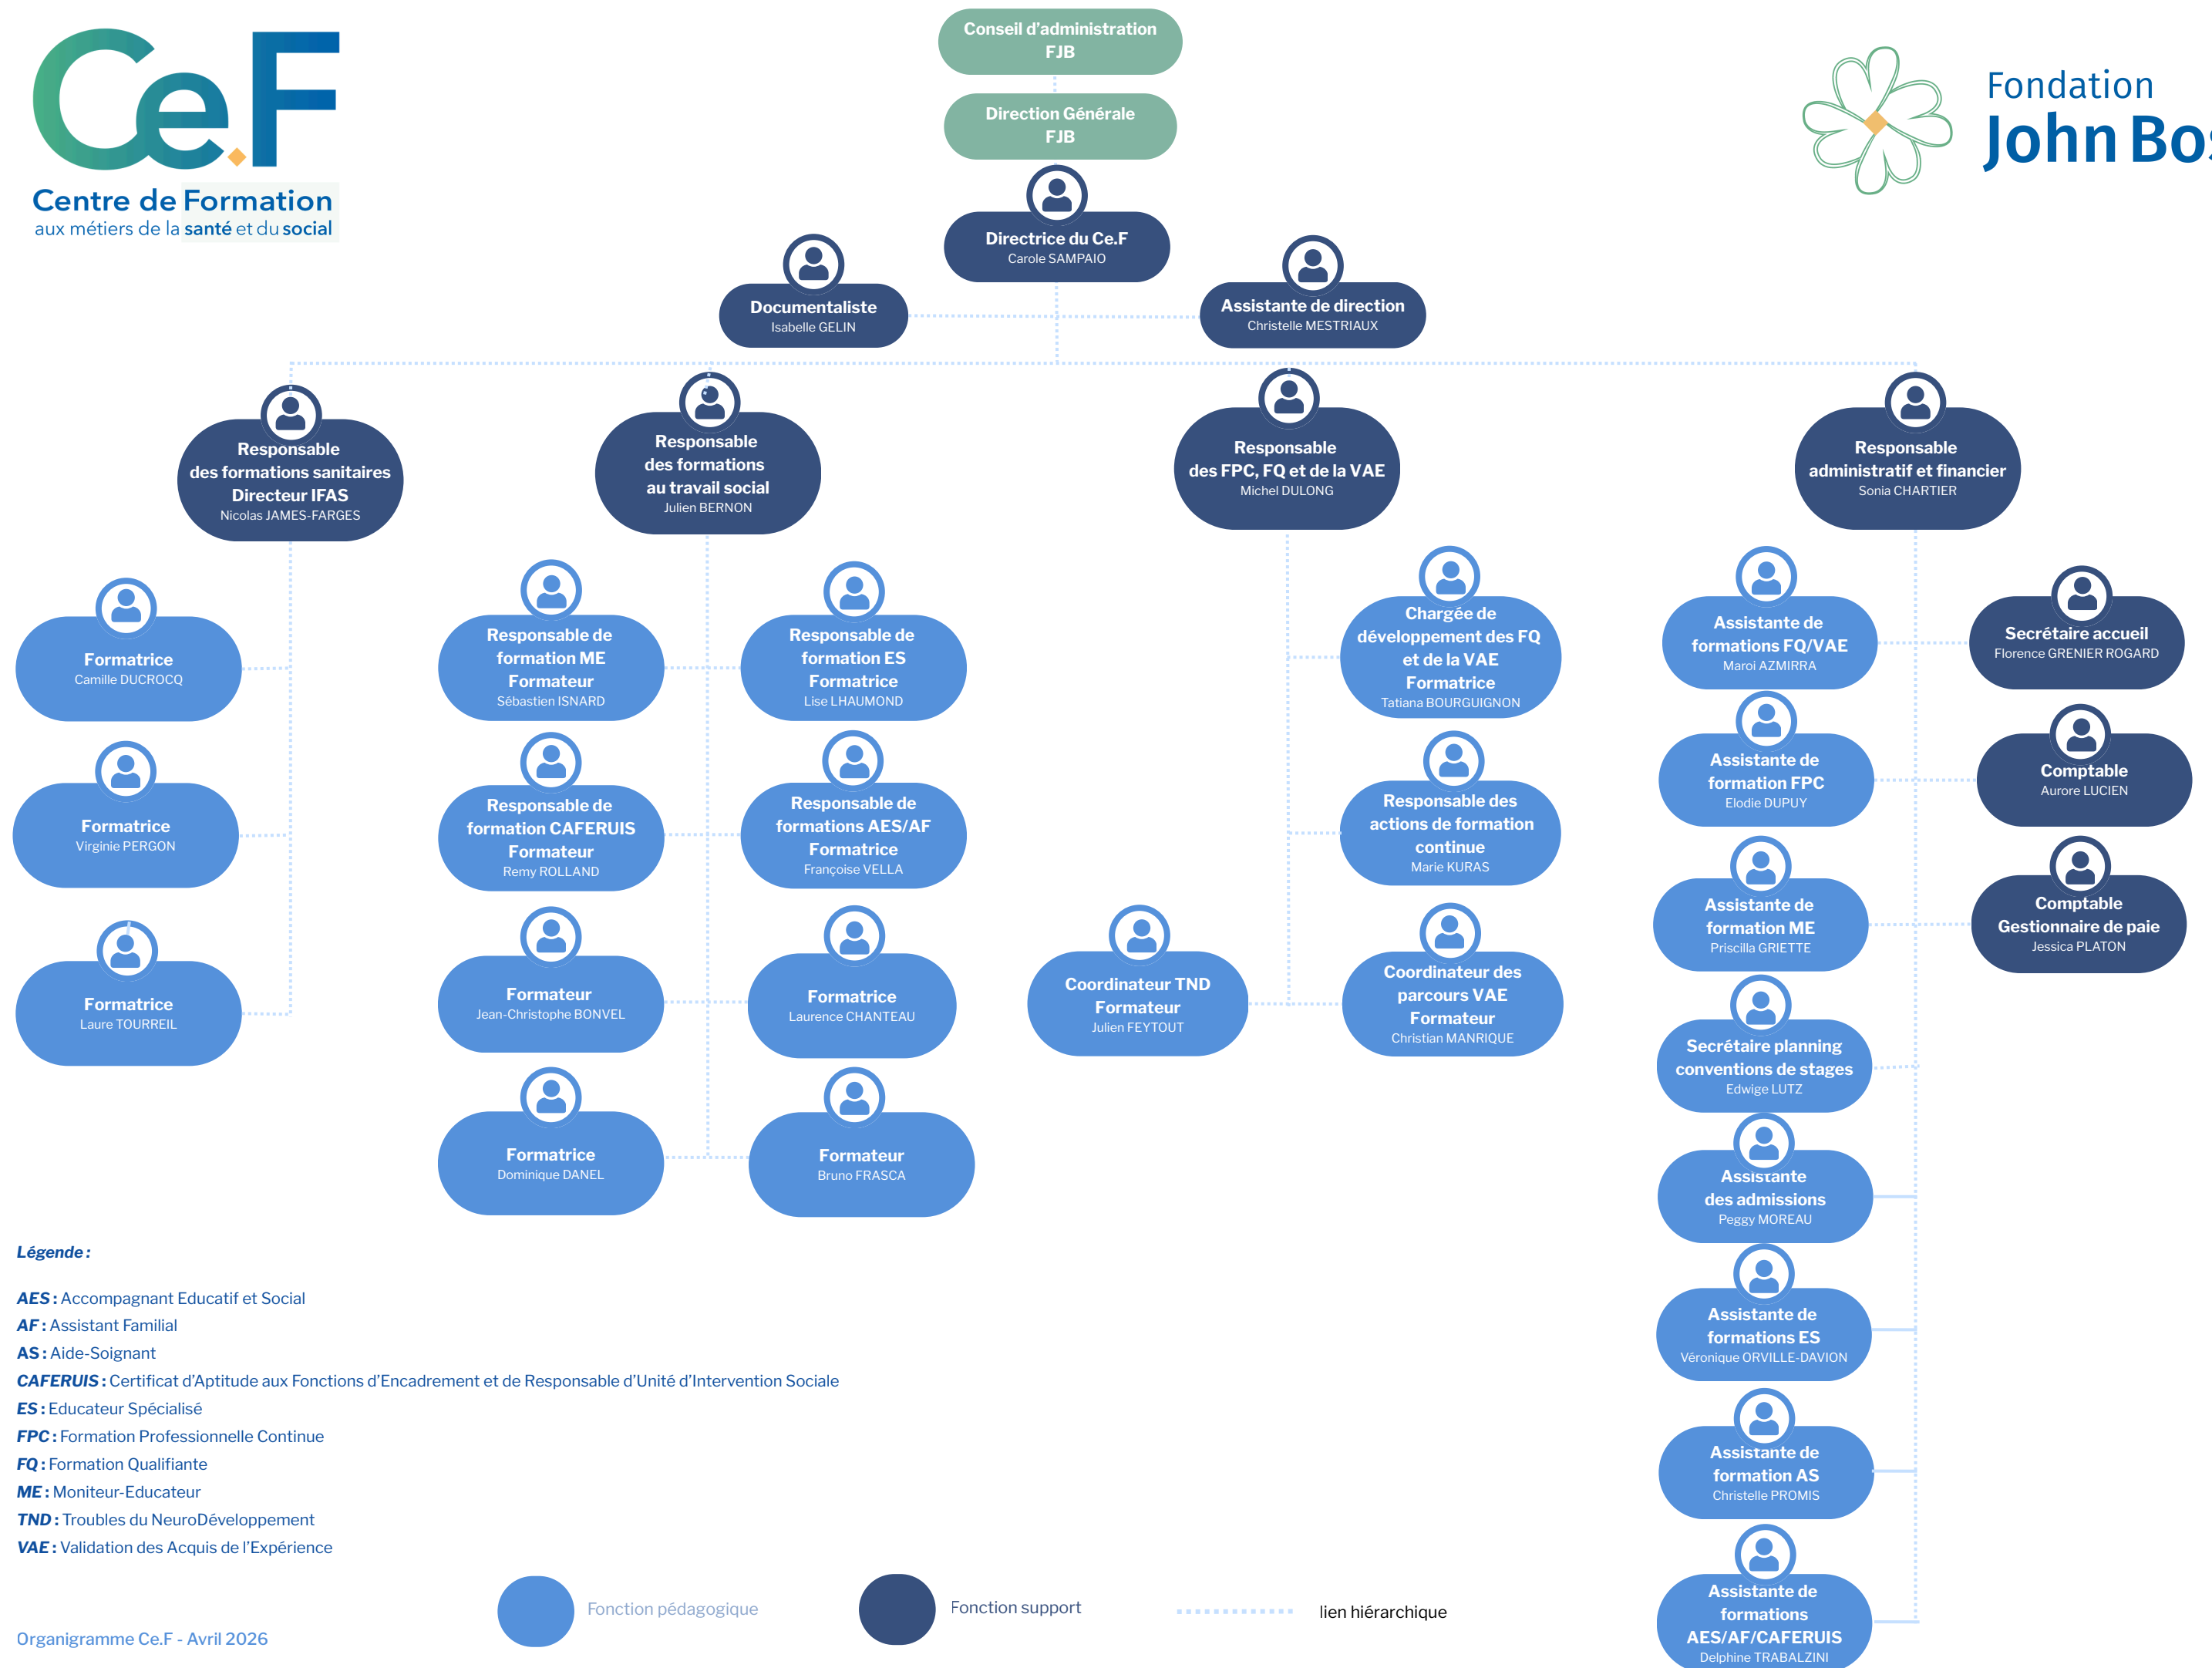 Ce.F
Centre de Formation
aux métiers de la santé et du social
Conseil d'administration
FJB
Direction Générale
FJB
Fondation
John
Directrice du Ce.F
Carole SAMPAIO
Documentaliste
Isabelle GELIN
Assistante de direction
Christelle MESTRIAUX
Responsable
des formations sanitaires
Directeur IFAS
Nicolas JAMES-FARGES
Responsable
des formations
au travail social
Julien BERNON
Responsable
des FPC, FQ et de la VAE
Michel DULONG
Responsable
administratif et financier
Sonia CHARTIER
Formatrice
Camille DUCROCQ
Formatrice
Virginie PERGON
Formatrice
Laure TOURREIL
Responsable de
formation ME
Formateur
Sébastien ISNARD
Responsable de
formation ES
Formatrice
Lise LHAUMOND
Responsable de
formation CAFERUIS
Formateur
Remy ROLLAND
Responsable de
formations AES/AF
Formatrice
Françoise VELLA
Formateur
Jean-Christophe BONVEL
Formatrice
Laurence CHANTEAU
Formatrice
Dominique DANEL
Formateur
Bruno FRASCA
Chargée de
développement des FQ
et de la VAE
Formatrice
Tatiana BOURGUIGNON
Responsable des
actions de formation
continue
Marie KURAS
Coordinateur TND
Formateur
Julien FEYTOUT
Coordinateur des
parcours VAE
Formateur
Christian MANRIQUE
Assistante de
formations FQ/VAE
Maroi AZMIRRA
Secrétaire accueil
Florence GRENIER ROGARD
Assistante de
formation FPC
Elodie DUPUY
Comptable
Aurore LUCIEN
Assistante de
formation ME
Priscilla GRIETTE
Comptable
Gestionnaire de paie
Jessica PLATON
Secrétaire planning
conventions de stages
Edwige LUTZ
Assistante
des admissions
Peggy MOREAU
Assistante de
formations ES
Véronique ORVILLE-DAVION
Assistante de
formation AS
Christelle PROMIS
Assistante de
formations
AES/AF/CAFERUIS
Delphine TRABALZINI
Légende :
AES : Accompagnant Educatif et Social
AF : Assistant Familial
AS : Aide-Soignant
CAFERUIS : Certificat d'Aptitude aux Fonctions d'Encadrement et de Responsable d'Unité d'Intervention Sociale
ES : Educateur Spécialisé
FPC : Formation Professionnelle Continue
FQ : Formation Qualifiante
ME : Moniteur-Educateur
TND : Troubles du NeuroDéveloppement
VAE : Validation des Acquis de l'Expérience
Fonction pédagogique
Fonction support
lien hiérarchique
Organigramme Ce.F - Avril 2026